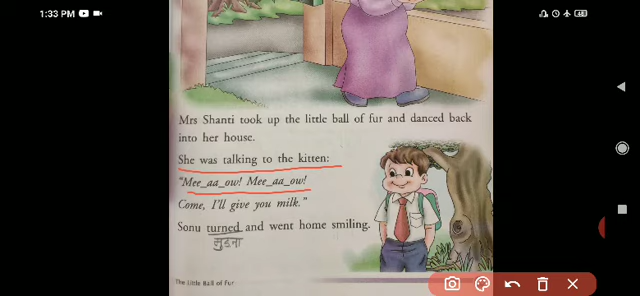 1:33 PM
Mrs Shanti took up the little ball of fur and danced back
into her house.
She was talking to the kitten:
"Mee_aa_ow! Mee_aa_ow!
Come, I'll give you milk."
Sonu turned and went home smiling.
मुड़ना
The Little Ball of Fur